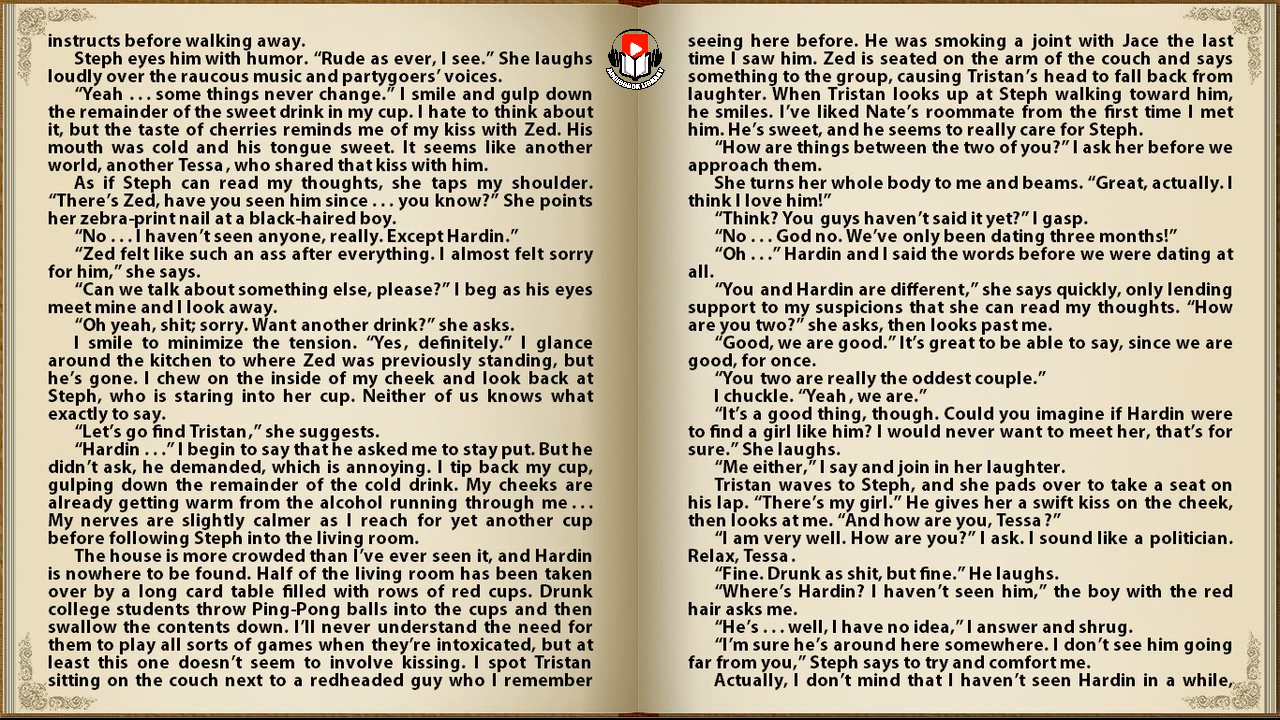 instructs before walking away.
Steph eyes him with humor. “Rude as ever, I see.” She laughs
loudly over the raucous music and partygoers’ voices.
“Yeah . . . some things never change.” I smile and gulp down
the remainder of the sweet drink in my cup. I hate to think about
it, but the taste of cherries reminds me of my kiss with Zed. His
mouth was cold and his tongue sweet. It seems like another
world, another Tessa, who shared that kiss with him.
As if Steph can read my thoughts, she taps my shoulder.
“There’s Zed, have you seen him since . . . you know?” She points
her zebra-print nail at a black-haired boy.
“No . . . I haven’t seen anyone, really. Except Hardin.”
“Zed felt like such an ass after everything. I almost felt sorry
for him,” she says.
“Can we talk about something else, please?” I beg as his eyes
meet mine and I look away.
“Oh yeah, shit; sorry. Want another drink?” she asks.
I smile to minimize the tension. “Yes, definitely.” I glance
around the kitchen to where Zed was previously standing, but
he’s gone. I chew on the inside of my cheek and look back at
Steph, who is staring into her cup. Neither of us knows what
exactly to say.
“Let’s go find Tristan,” she suggests.
“Hardin . . .” I begin to say that he asked me to stay put. But he
didn’t ask, he demanded, which is annoying. I tip back my cup,
gulping down the remainder of the cold drink. My cheeks are
already getting warm from the alcohol running through me . . .
My nerves are slightly calmer as I reach for yet another cup
before following Steph into the living room.
The house is more crowded than I’ve ever seen it, and Hardin
is nowhere to be found. Half of the living room has been taken
over by a long card table filled with rows of red cups. Drunk
college students throw Ping-Pong balls into the cups and then
swallow the contents down. I’ll never understand the need for
them to play all sorts of games when they’re intoxicated, but at
least this one doesn’t seem to involve kissing. I spot Tristan
sitting on the couch next to a redheaded guy who I remember
seeing here before. He was smoking a joint with Jace the last
time I saw him. Zed is seated on the arm of the couch and says
something to the group, causing Tristan’s head to fall back from
laughter. When Tristan looks up at Steph walking toward him,
he smiles. I’ve liked Nate’s roommate from the first time I met
him. He’s sweet, and he seems to really care for Steph.
“How are things between the two of you?” I ask her before we
approach them.
She turns her whole body to me and beams. “Great, actually. I
think I love him!”
“Think? You guys haven’t said it yet?” I gasp.
“No . . . God no. We’ve only been dating three months!”
“Oh . . .” Hardin and I said the words before we were dating at
all.
“You and Hardin are different,” she says quickly, only lending
support to my suspicions that she can read my thoughts. “How
are you two?” she asks, then looks past me.
“Good, we are good.” It’s great to be able to say, since we are
good, for once.
“You two are really the oddest couple.”
I chuckle. “Yeah, we are.”
“It’s a good thing, though. Could you imagine if Hardin were
to find a girl like him? I would never want to meet her, that’s for
sure.” She laughs.
“Me either,” I say and join in her laughter.
Tristan waves to Steph, and she pads over to take a seat on
his lap. “There’s my girl.” He gives her a swift kiss on the cheek,
then looks at me. “And how are you, Tessa?”
“I am very well. How are you?” I ask. I sound like a politician.
Relax, Tessa.
“Fine. Drunk as shit, but fine.” He laughs.
“Where’s Hardin? I haven’t seen him,” the boy with the red
hair asks me.
“He’s . . . well, I have no idea,” I answer and shrug.
“I’m sure he’s around here somewhere. I don’t see him going
far from you,” Steph says to try and comfort me.
Actually, I don’t mind that I haven’t seen Hardin in a while,